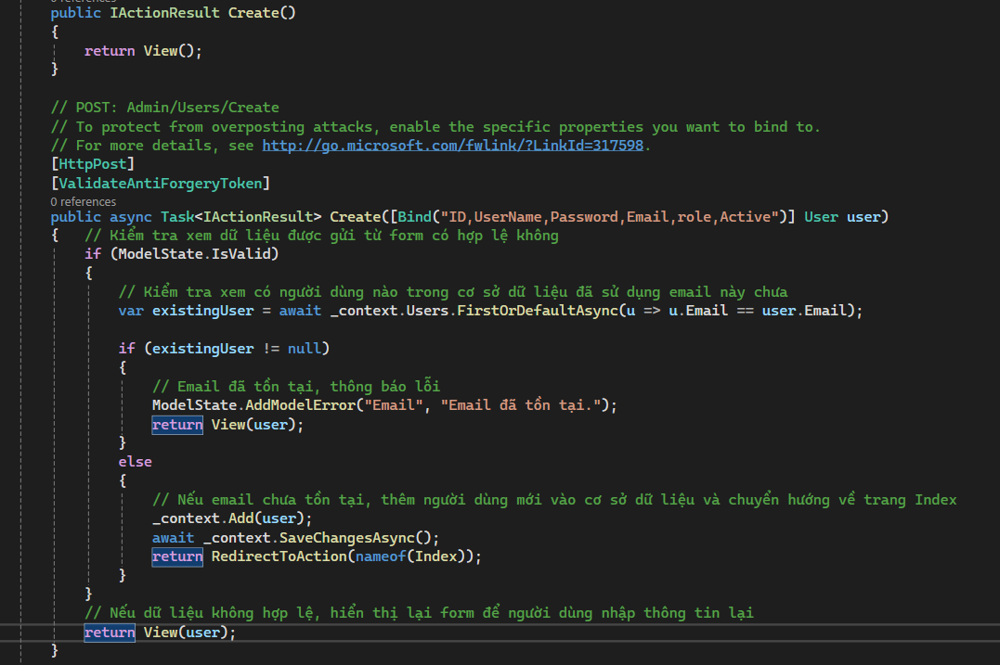 0 references
public IActionResult Create()
{
return View();
}
// POST: Admin/Users/Create
// To protect from overposting attacks, enable the specific properties you want to bind to.
// For more details, see http://go.microsoft.com/fwlink/?LinkId=317598.
[HttpPost]
[ValidateAntiForgeryToken]
0 references
public async Task<IActionResult> Create([Bind("ID,UserName,Password,Email,role,Active")] User user)
{ // Kiểm tra xem dữ liệu được gửi từ form có hợp lệ không
if (ModelState.IsValid)
{
// Kiểm tra xem có người dùng nào trong cơ sở dữ liệu đã sử dụng email này chưa
var existingUser = await _context.Users.FirstOrDefaultAsync(u => u.Email == user.Email);
if (existingUser != null)
{
// Email đã tồn tại, thông báo lỗi
ModelState.AddModelError("Email", "Email đã tồn tại.");
return View(user);
}
else
{
// Nếu email chưa tồn tại, thêm người dùng mới vào cơ sở dữ liệu và chuyển hướng về trang Index
_context.Add(user);
await _context.SaveChangesAsync();
return RedirectToAction(nameof(Index));
}
}
// Nếu dữ liệu không hợp lệ, hiển thị lại form để người dùng nhập thông tin lại
return View(user);
}